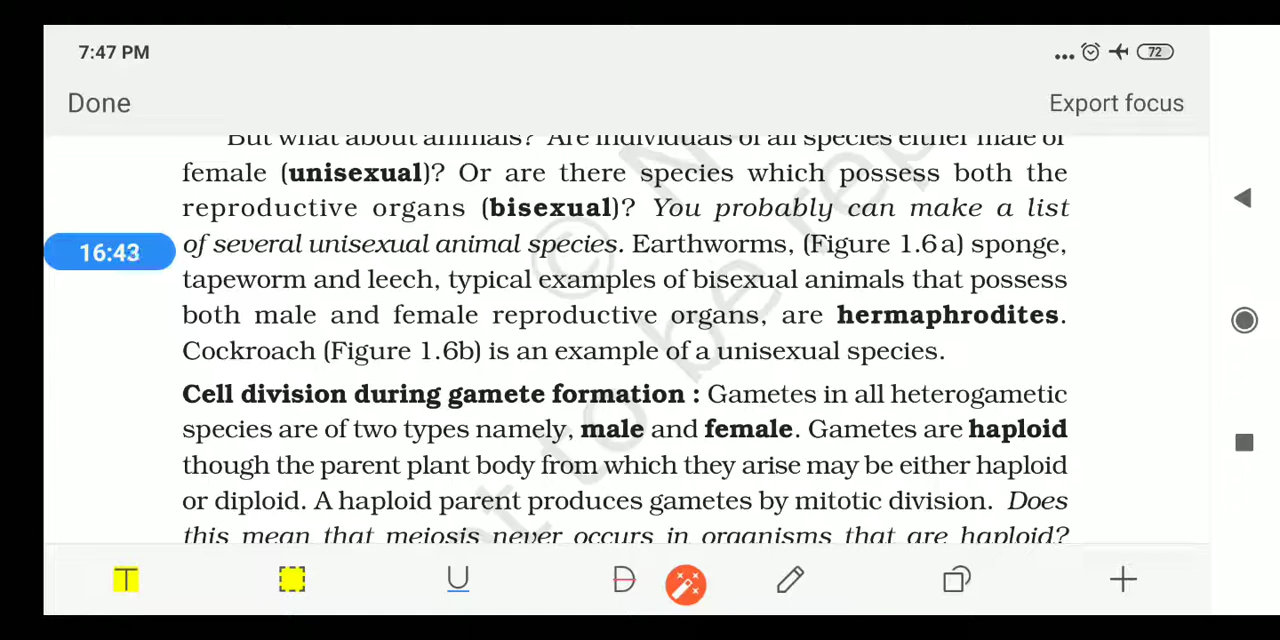 7:47 PM
72
Done
Export focus
But what about animals? Are individuals of all species either male or
female (unisexual)? Or are there species which possess both the
reproductive organs (bisexual)? You probably can make a list
16:43
of several unisexual animal species. Earthworms, (Figure 1.6a) sponge,
tapeworm and leech, typical examples of bisexual animals that possess
both male and female reproductive organs, are hermaphrodites.
Cockroach (Figure 1.6b) is an example of a unisexual species.
Cell division during gamete formation : Gametes in all heterogametic
species are of two types namely, male and female. Gametes are haploid
though the parent plant body from which they arise may be either haploid
or diploid. A haploid parent produces gametes by mitotic division. Does
this mean that meiosis never occurs in organisms that are haploid?